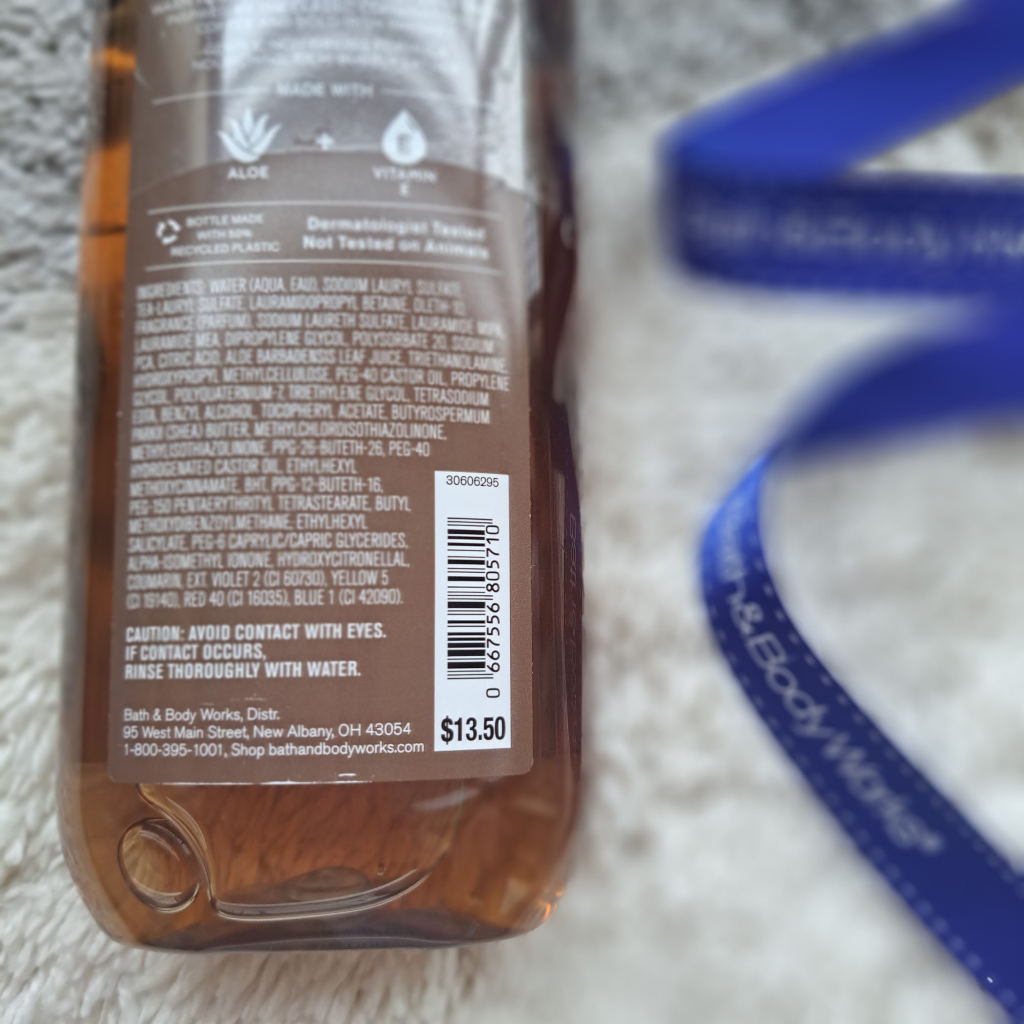 MADE WITH
ALOE
+
VITAMIN
E
BOTTLE MADE
WITH 50%
RECYCLED PLASTIC
Dermatologist Tested
Not Tested on Animals
INGREDIENTS: WATER (AQUA, EAU), SODIUM LAURYL SULFATE,
TEA-LAURYL SULFATE, LAURAMIDOPROPYL BETAINE, OLETH-10,
FRAGRANCE (PARFUM), SODIUM LAURETH SULFATE, LAURAMIDE MIPA,
LAURAMIDE MEA, DIPROPYLENE GLYCOL, POLYSORBATE 20, SODIUM
PCA, CITRIC ACID, ALOE BARBADENSIS LEAF JUICE, TRIETHANOLAMINE,
HYDROXYPROPYL METHYLCELLULOSE, PEG-40 CASTOR OIL, PROPYLENE
GLYCOL, POLYQUATERNIUM-7, TRIETHYLENE GLYCOL, TETRASODIUM
EDTA, BENZYL ALCOHOL, TOCOPHERYL ACETATE, BUTYROSPERMUM
PARKII (SHEA) BUTTER, METHYLCHLOROISOTHIAZOLINONE,
METHYLISOTHIAZOLINONE, PPG-26-BUTETH-26, PEG-40
HYDROGENATED CASTOR OIL, ETHYLHEXYL
METHOXYCINNAMATE, BHT, PPG-12-BUTETH-16,
PEG-150 PENTAERYTHRITYL TETRASTEARATE, BUTYL
METHOXYDIBENZOYLMETHANE, ETHYLHEXYL
SALICYLATE, PEG-6 CAPRYLIC/CAPRIC GLYCERIDES,
ALPHA-ISOMETHYL IONONE, HYDROXYCITRONELLAL,
COUMARIN, EXT. VIOLET 2 (CI 60730), YELLOW 5
(CI 19140), RED 40 (CI 16035), BLUE 1 (CI 42090).
CAUTION: AVOID CONTACT WITH EYES.
IF CONTACT OCCURS,
RINSE THOROUGHLY WITH WATER.
Bath & Body Works, Distr.
95 West Main Street, New Albany, OH 43054
1-800-395-1001, Shop bathandbodyworks.com
30606295
0 667556 805710
$13.50
Bath&Body Works®